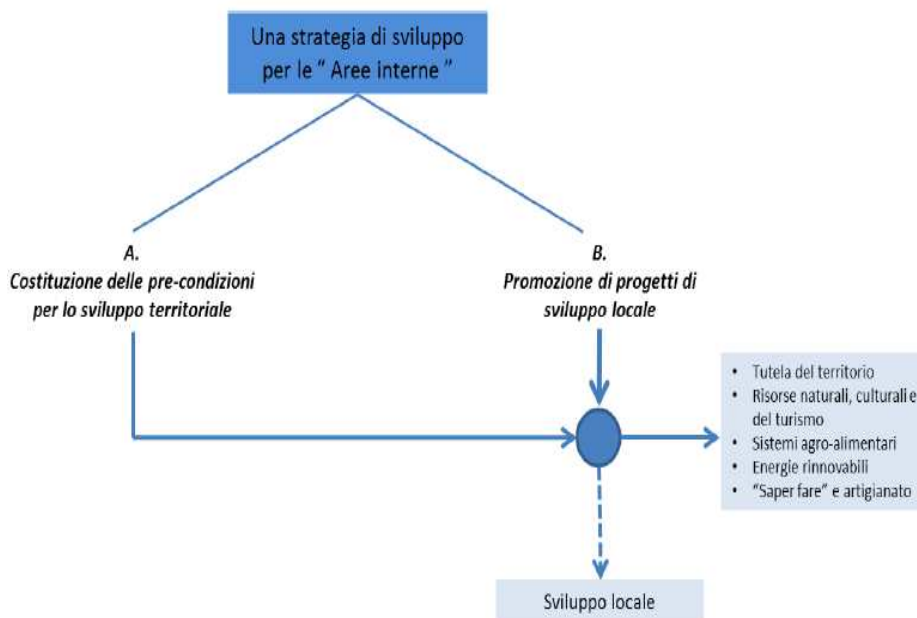 Una strategia di sviluppo
per le “ Aree interne ”
A.
Costituzione delle pre-condizioni
per lo sviluppo territoriale
B.
Promozione di progetti di
sviluppo locale
• Tutela del territorio
• Risorse naturali, culturali e
del turismo
• Sistemi agro-alimentari
• Energie rinnovabili
• “Saper fare” e artigianato
Sviluppo locale